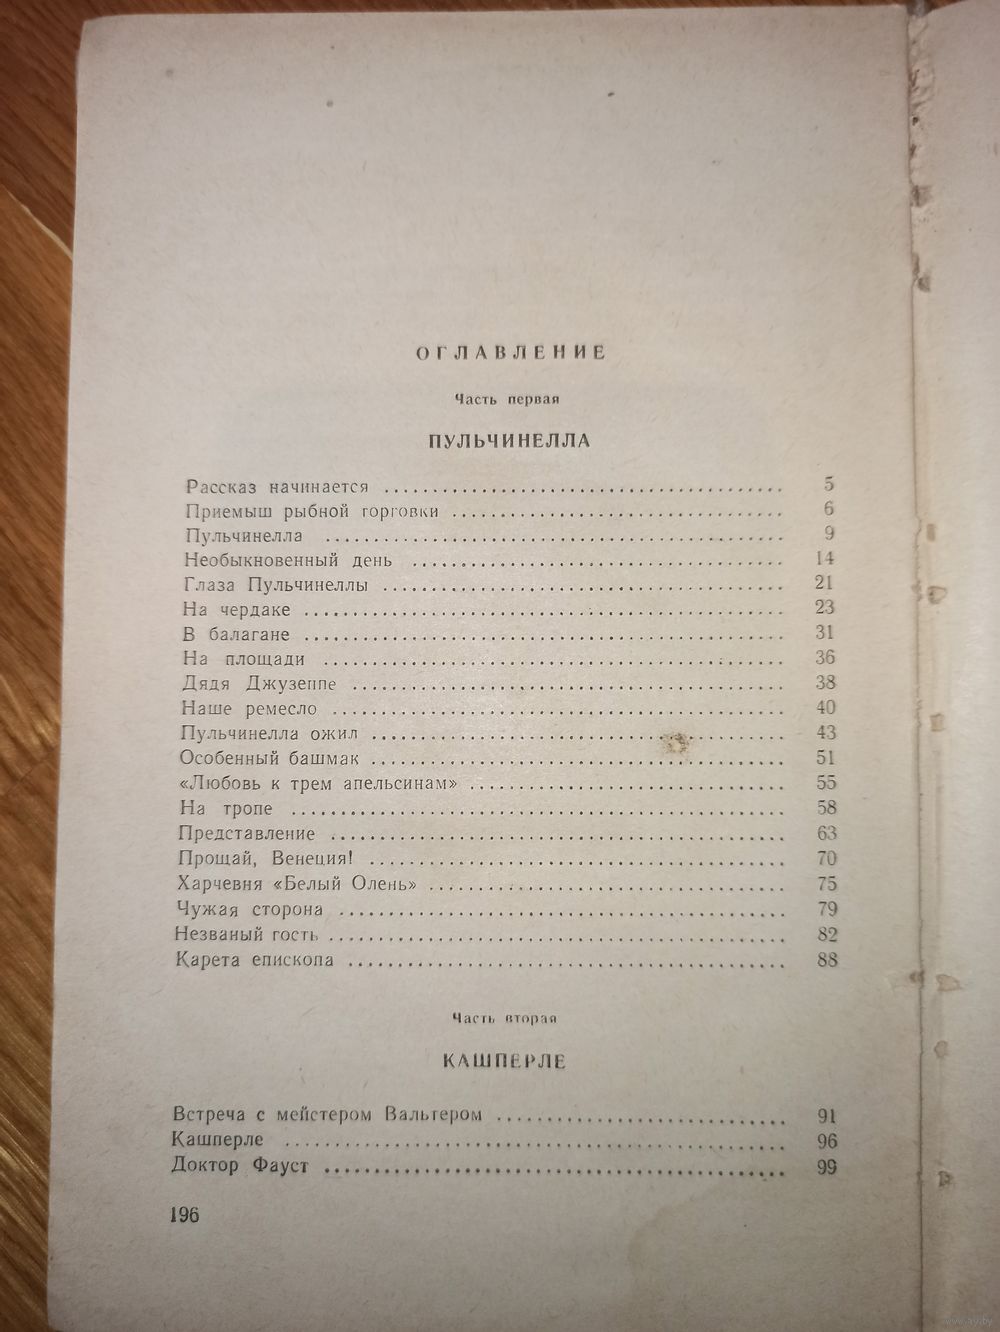 ОГЛАВЛЕНИЕ
Часть первая
ПУЛЬЧИНЕЛЛА
Рассказ начинается 5
Приемыш рыбной торговки 6
Пульчинелла 9
Необыкновенный день 14
Глаза Пульчинеллы 21
На чердаке 23
В балагане 31
На площади 36
Дядя Джузеппе 38
Наше ремесло 40
Пульчинелла ожил 43
Особенный башмак 51
«Любовь к трем апельсинам» 55
На тропе 58
Представление 63
Прощай, Венеция! 70
Харчевня «Белый Олень» 75
Чужая сторона 79
Незваный гость 82
Карета епископа 88
Часть вторая
КАШПЕРЛЕ
Встреча с мейстером Вальтером 91
Кашперле 96
Доктор Фауст 99
196
www.ay.by